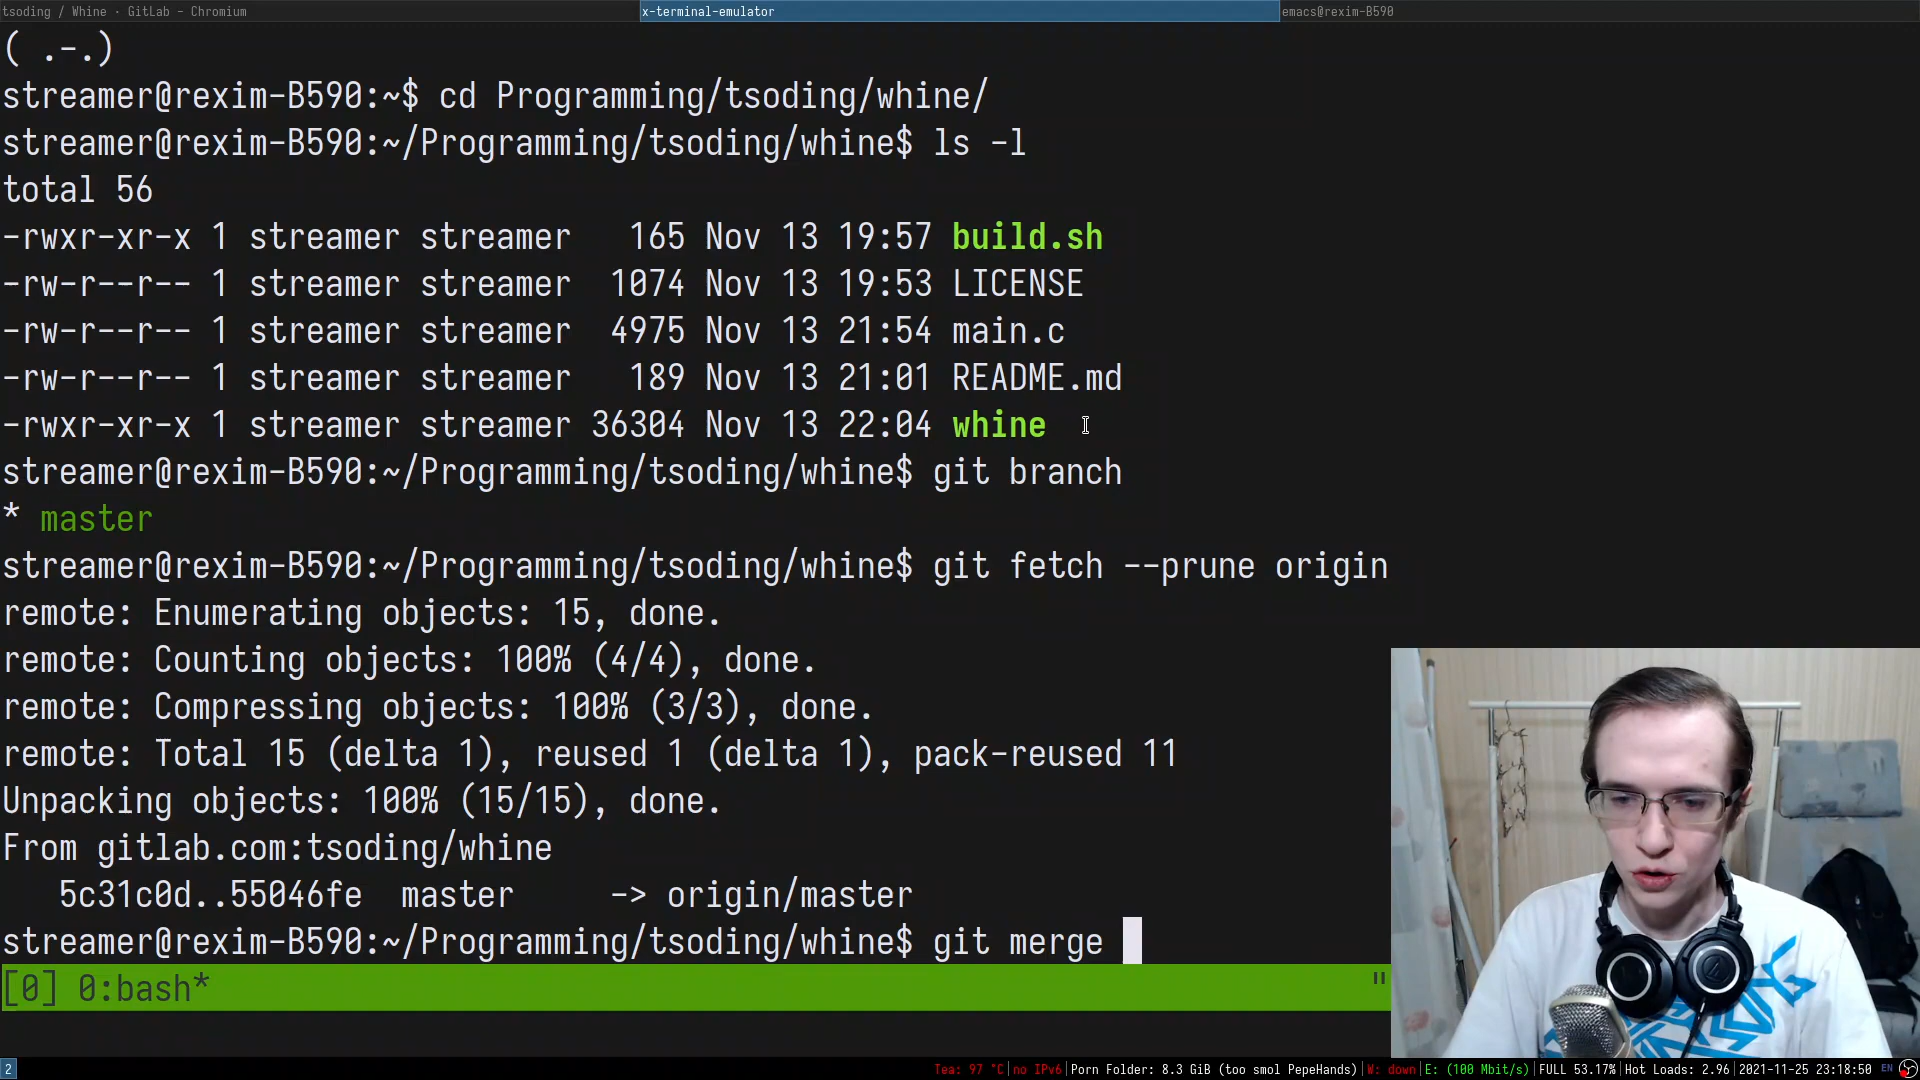 tsoding / Whine · GitLab - Chromium
x-terminal-emulator
emacs@rexim-B590
( .-.)
streamer@rexim-B590:~$ cd Programming/tsoding/whine/
streamer@rexim-B590:~/Programming/tsoding/whine$ ls -l
total 56
-rwxr-xr-x 1 streamer streamer   165 Nov 13 19:57 build.sh
-rw-r--r-- 1 streamer streamer  1074 Nov 13 19:53 LICENSE
-rw-r--r-- 1 streamer streamer  4975 Nov 13 21:54 main.c
-rw-r--r-- 1 streamer streamer   189 Nov 13 21:01 README.md
-rwxr-xr-x 1 streamer streamer 36304 Nov 13 22:04 whine
streamer@rexim-B590:~/Programming/tsoding/whine$ git branch
* master
streamer@rexim-B590:~/Programming/tsoding/whine$ git fetch --prune origin
remote: Enumerating objects: 15, done.
remote: Counting objects: 100% (4/4), done.
remote: Compressing objects: 100% (3/3), done.
remote: Total 15 (delta 1), reused 1 (delta 1), pack-reused 11
Unpacking objects: 100% (15/15), done.
From gitlab.com:tsoding/whine
   5c31c0d..55046fe  master     -> origin/master
streamer@rexim-B590:~/Programming/tsoding/whine$ git merge
[0] 0:bash* "
2
Tea: 97 °C|no IPv6|Porn Folder: 8.3 GiB (too smol PepeHands)|W: down|E: (100 Mbit/s)|FULL 53.17%|Hot Loads: 2.96|2021-11-25 23:18:50 EN